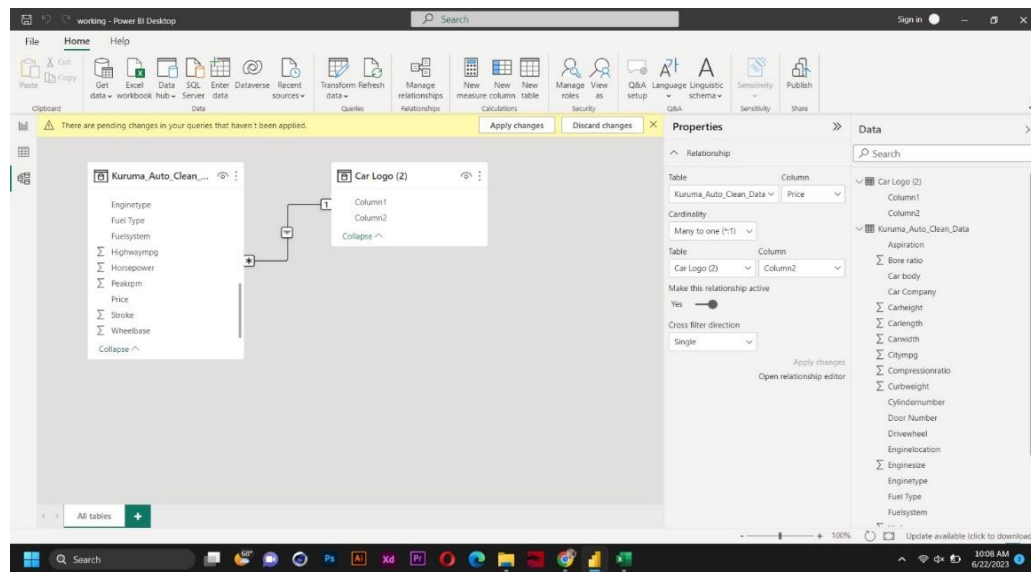 working - Power BI Desktop
Search
Sign in
File Home Help
Paste
Cut
Copy
Clipboard
Get data
Excel workbook
Data hub
SQL Server
Enter data
Dataverse
Recent sources
Data
Transform data
Refresh
Queries
Manage relationships
Relationships
New measure
New column
New table
Calculations
Manage roles
View as
Security
Q&A setup
Language
Linguistic schema
Q&A
Sensitivity
Sensitivity
Publish
Share
There are pending changes in your queries that haven't been applied.
Apply changes
Discard changes
Kuruma_Auto_Clean_...
Enginetype
Fuel Type
Fuelsystem
Highwaympg
Horsepower
Peakrpm
Price
Stroke
Wheelbase
Collapse
1
*
Car Logo (2)
Column1
Column2
Collapse
Properties
Relationship
Table Column
Kuruma_Auto_Clean_Data Price
Cardinality
Many to one (*:1)
Table Column
Car Logo (2) Column2
Make this relationship active
Yes
Cross filter direction
Single
Apply changes
Open relationship editor
Data
Search
Car Logo (2)
Column1
Column2
Kuruma_Auto_Clean_Data
Aspiration
Bore ratio
Car body
Car Company
Carheight
Carlength
Carwidth
Citympg
Compressionratio
Curbweight
Cylindernumber
Door Number
Drivewheel
Enginelocation
Enginesize
Enginetype
Fuel Type
Fuelsystem
All tables
100%
Update available (click to download
Search
68°
Ps
Ai
Xd
Pr
10:08 AM
6/22/2023